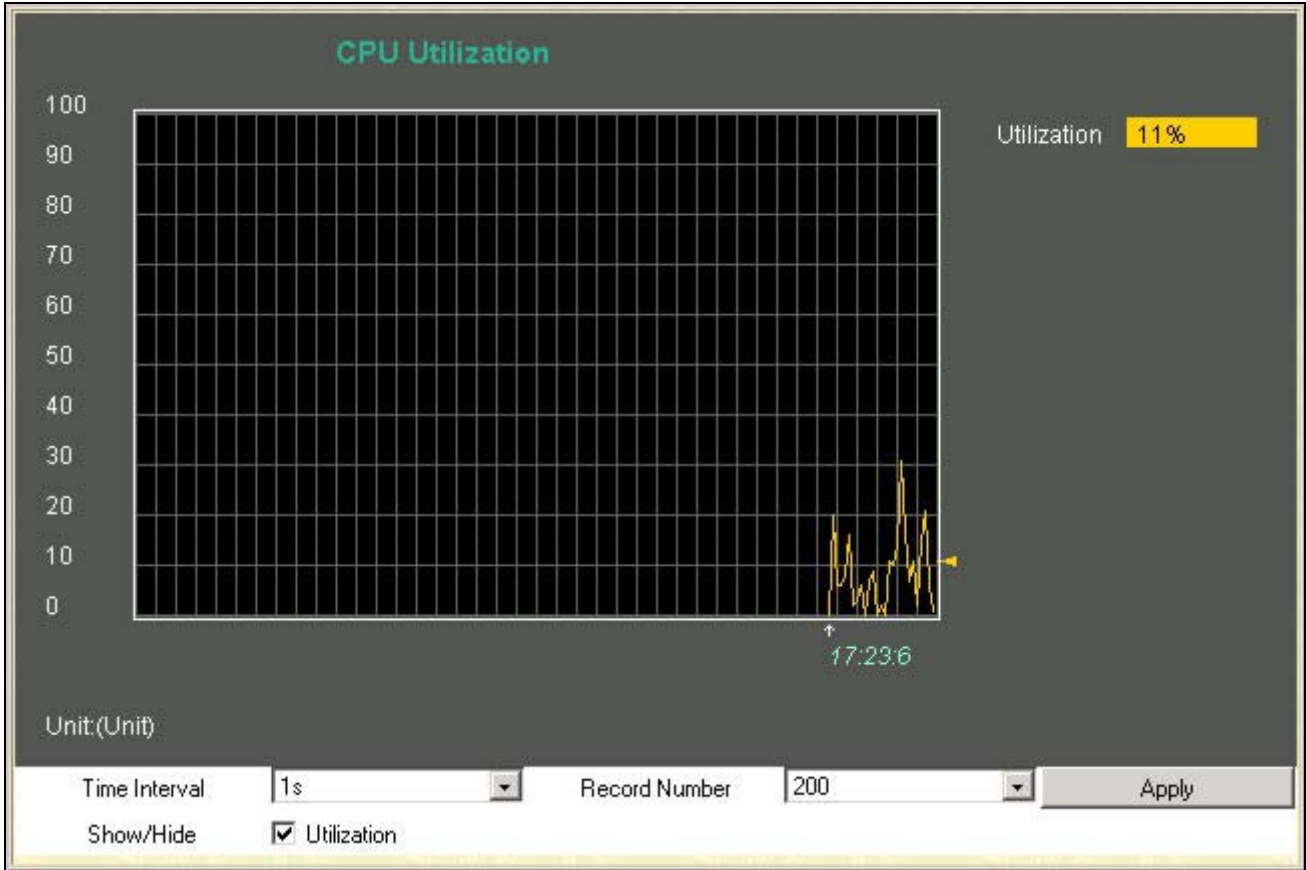 CPU Utilization
100
90
80
70
60
50
40
30
20
10
0
Utilization 11%
17:23:6
Unit:(Unit)
Time Interval 1s Record Number 200 Apply
Show/Hide Utilization